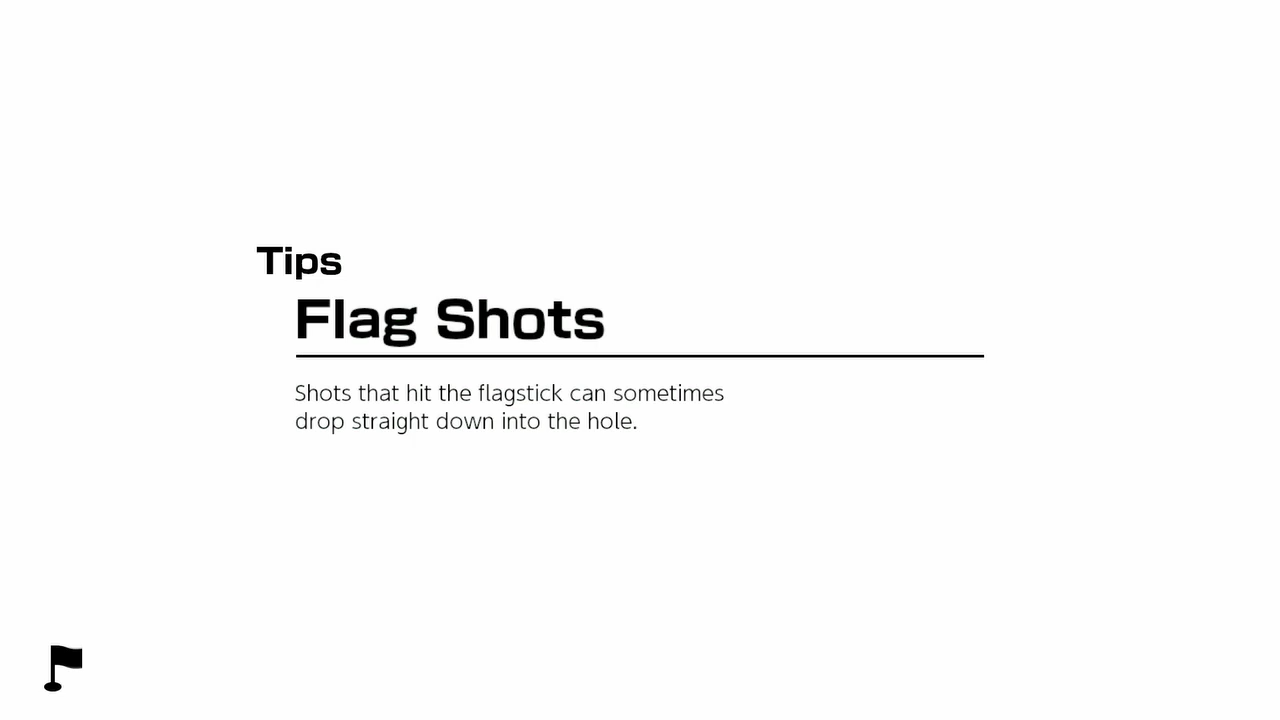 Tips
Flag Shots
Shots that hit the flagstick can sometimes
drop straight down into the hole.